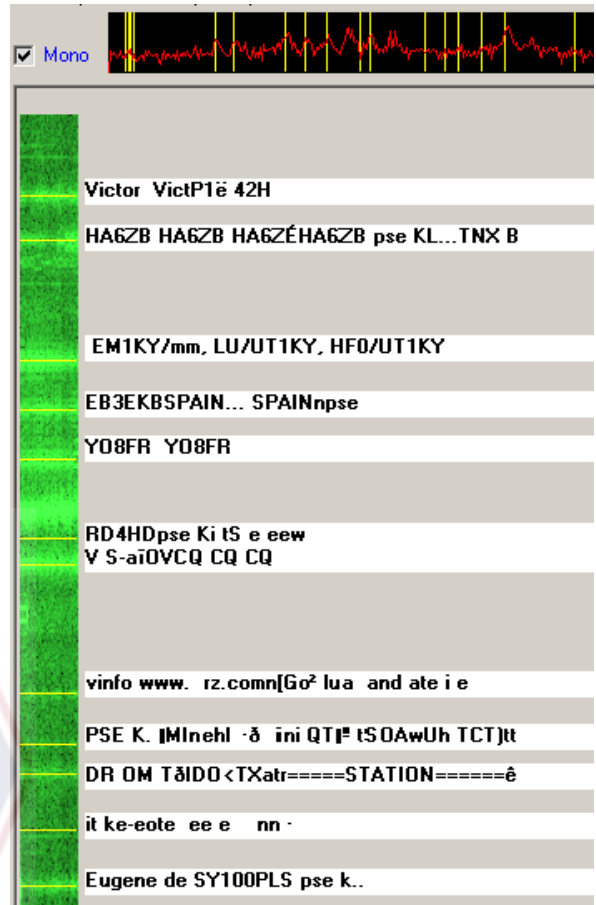 Mono
Victor VictP1ë 42H
HA6ZB HA6ZB HA6ZÉHA6ZB pse KL...TNX B
EM1KY/mm, LU/UT1KY, HF0/UT1KY
EB3EKBSPAIN... SPAINnpse
YO8FR YO8FR
RD4HDpse Ki tS e eew
V S-aïOVCQ CQ CQ
vinfo www. rz.comn[Go² lua and ate i e
PSE K. ini tSOAwUh TCT)tt
DR OM TðIDO<TXatr=====STATION======ê
it ke-eote ee e nn ·
Eugene de SY100PLS pse k..